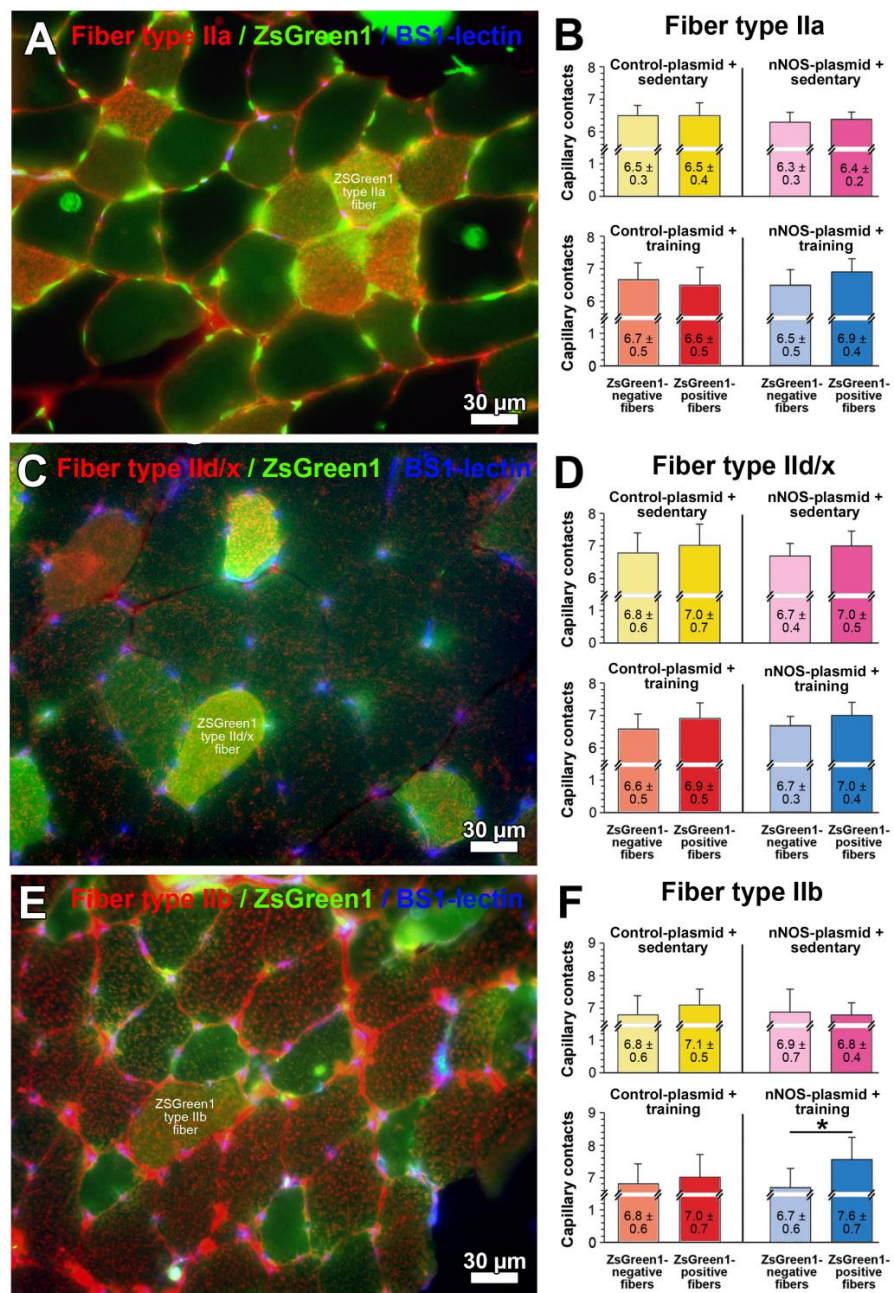 A
Fiber type IIa / ZsGreen1 / BS1-lectin
ZSGreen1
type IIa
fiber
30 µm
B
Fiber type IIa
Control-plasmid +
sedentary
nNOS-plasmid +
sedentary
Capillary contacts
8
7
6
1
0
6.5 ±
0.3
6.5 ±
0.4
6.3 ±
0.3
6.4 ±
0.2
Control-plasmid +
training
nNOS-plasmid +
training
Capillary contacts
8
7
6
1
0
6.7 ±
0.5
6.6 ±
0.5
6.5 ±
0.5
6.9 ±
0.4
ZsGreen1-
negative
fibers
ZsGreen1-
positive
fibers
ZsGreen1-
negative
fibers
ZsGreen1-
positive
fibers
C
Fiber type IId/x / ZsGreen1 / BS1-lectin
ZSGreen1
type IId/x
fiber
30 µm
D
Fiber type IId/x
Control-plasmid +
sedentary
nNOS-plasmid +
sedentary
Capillary contacts
8
7
6
1
0
6.8 ±
0.6
7.0 ±
0.7
6.7 ±
0.4
7.0 ±
0.5
Control-plasmid +
training
nNOS-plasmid +
training
Capillary contacts
8
7
6
1
0
6.6 ±
0.5
6.9 ±
0.5
6.7 ±
0.3
7.0 ±
0.4
ZsGreen1-
negative
fibers
ZsGreen1-
positive
fibers
ZsGreen1-
negative
fibers
ZsGreen1-
positive
fibers
E
Fiber type IIb / ZsGreen1 / BS1-lectin
ZSGreen1
type IIb
fiber
30 µm
F
Fiber type IIb
Control-plasmid +
sedentary
nNOS-plasmid +
sedentary
Capillary contacts
9
8
7
1
0
6.8 ±
0.6
7.1 ±
0.5
6.9 ±
0.7
6.8 ±
0.4
Control-plasmid +
training
nNOS-plasmid +
training
*
Capillary contacts
9
8
7
1
0
6.8 ±
0.6
7.0 ±
0.7
6.7 ±
0.6
7.6 ±
0.7
ZsGreen1-
negative
fibers
ZsGreen1-
positive
fibers
ZsGreen1-
negative
fibers
ZsGreen1-
positive
fibers